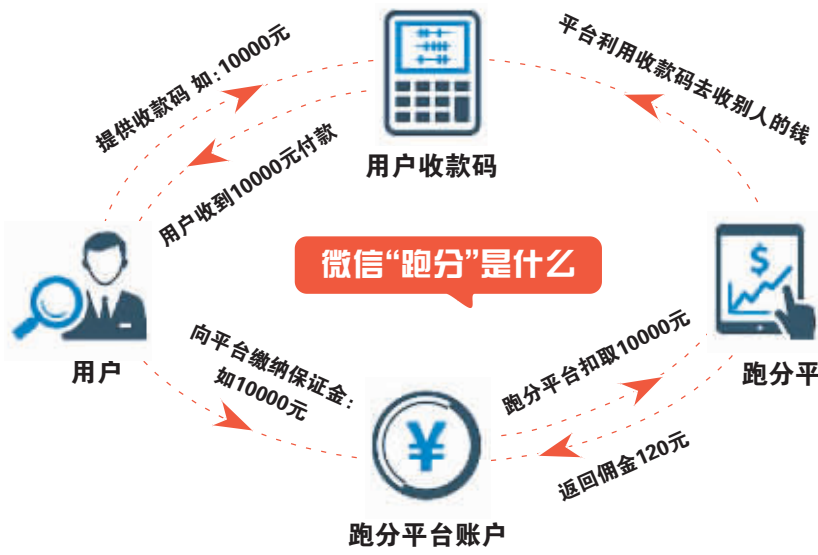 提供收款码 如:10000元
平台利用收款码去收别人的钱
用户收款码
用户收到10000元付款
微信“跑分”是什么
用户
向平台缴纳保证金:
如10000元
跑分平台扣取10000元
跑分平
返回佣金120元
跑分平台账户